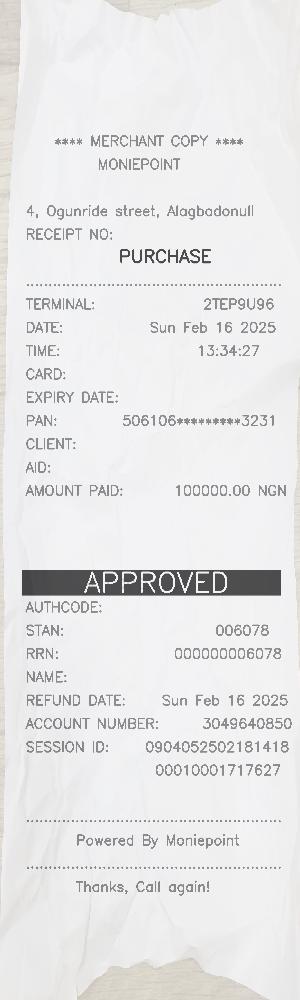 **** MERCHANT COPY ****
MONIEPOINT
4, Ogunride street, Alagbadonull
RECEIPT NO:
PURCHASE
TERMINAL: 2TEP9U96
DATE: Sun Feb 16 2025
TIME: 13:34:27
CARD:
EXPIRY DATE:
PAN: 506106*********3231
CLIENT:
AID:
AMOUNT PAID: 100000.00 NGN
APPROVED
AUTHCODE:
STAN: 006078
RRN: 000000006078
NAME:
REFUND DATE: Sun Feb 16 2025
ACCOUNT NUMBER: 3049640850
SESSION ID: 0904052502181418
00010001717627
Powered By Moniepoint
Thanks, Call again!